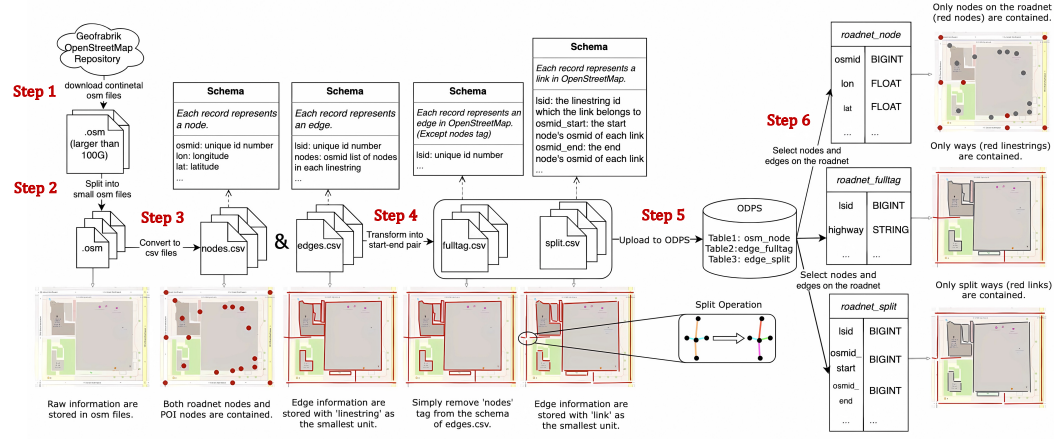 Geofrabrik
OpenStreetMap
Repository
Step 1
download continetal
osm files
.osm
(larger than
100G)
Step 2
Split into
small osm files
.osm
Raw information are
stored in osm files.
Step 3
Convert to
csv files
Schema
Each record represents
a node.
osmid: unique id number
lon: longitude
lat: latitude
...
nodes.csv
Both roadnet nodes and
POI nodes are contained.
&
Schema
Each record represents
an edge.
lsid: unique id number
nodes: osmid list of nodes
in each linestring
...
edges.csv
Edge information are
stored with 'linestring' as
the smallest unit.
Step 4
Transform into
start-end pair
Schema
Each record represents an
edge in OpenStreetMap.
(Except nodes tag)
lsid: unique id number
...
fulltag.csv
Simply remove 'nodes'
tag from the schema
of edges.csv.
Schema
Each record represents a
link in OpenStreetMap.
lsid: the linestring id
which the link belongs to
osmid_start: the start
node's osmid of each link
osmid_end: the end
node's osmid of each link
...
split.csv
Edge information are
stored with 'link' as
the smallest unit.
Split Operation
Step 5
Upload to ODPS
ODPS
Table1: osm_node
Table2:edge_fulltag
Table3: edge_split
Step 6
Select nodes and
edges on the roadnet
Select nodes and
edges on the roadnet
roadnet_node
osmid BIGINT
lon FLOAT
lat FLOAT
... ...
Only nodes on the roadnet
(red nodes) are contained.
roadnet_fulltag
lsid BIGINT
highway STRING
... ...
Only ways (red linestrings)
are contained.
roadnet_split
lsid BIGINT
osmid_
start BIGINT
osmid_
end BIGINT
... ...
Only split ways (red links)
are contained.